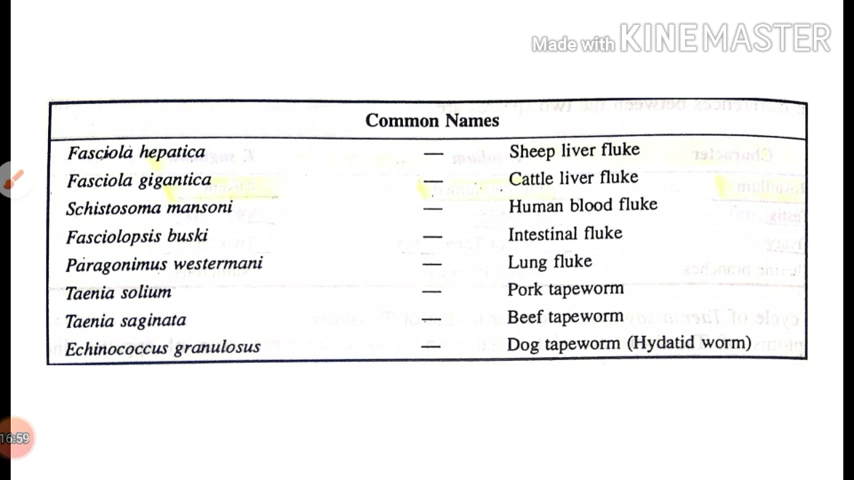 Made with KINEMASTER
Common Names
Fasciola hepatica — Sheep liver fluke
Fasciola gigantica — Cattle liver fluke
Schistosoma mansoni — Human blood fluke
Fasciolopsis buski — Intestinal fluke
Paragonimus westermani — Lung fluke
Taenia solium — Pork tapeworm
Taenia saginata — Beef tapeworm
Echinococcus granulosus — Dog tapeworm (Hydatid worm)
16:59